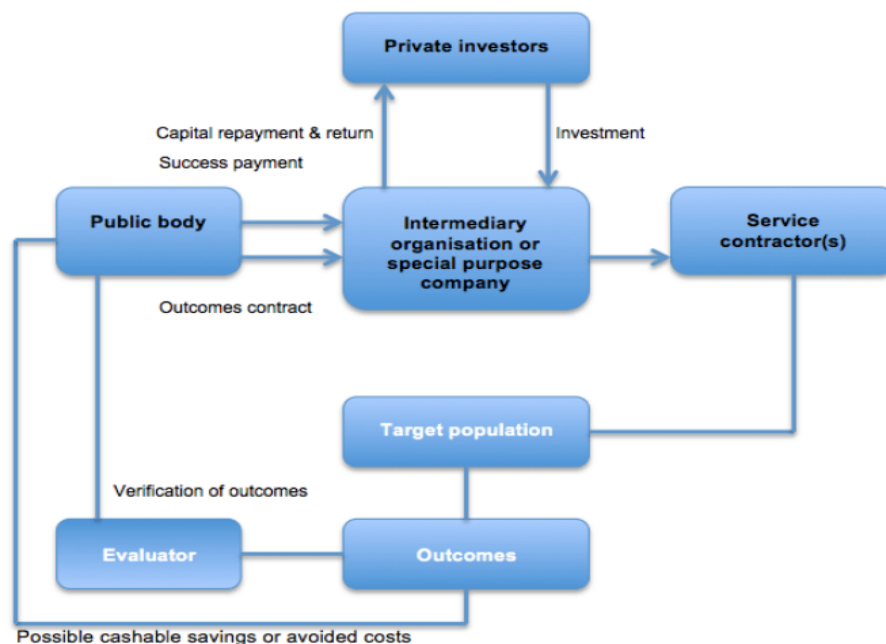 Private investors
Capital repayment & return
Investment
Success payment
Public body
Intermediary
organisation or
special purpose
company
Service
contractor(s)
Outcomes contract
Target population
Verification of outcomes
Evaluator
Outcomes
Possible cashable savings or avoided costs